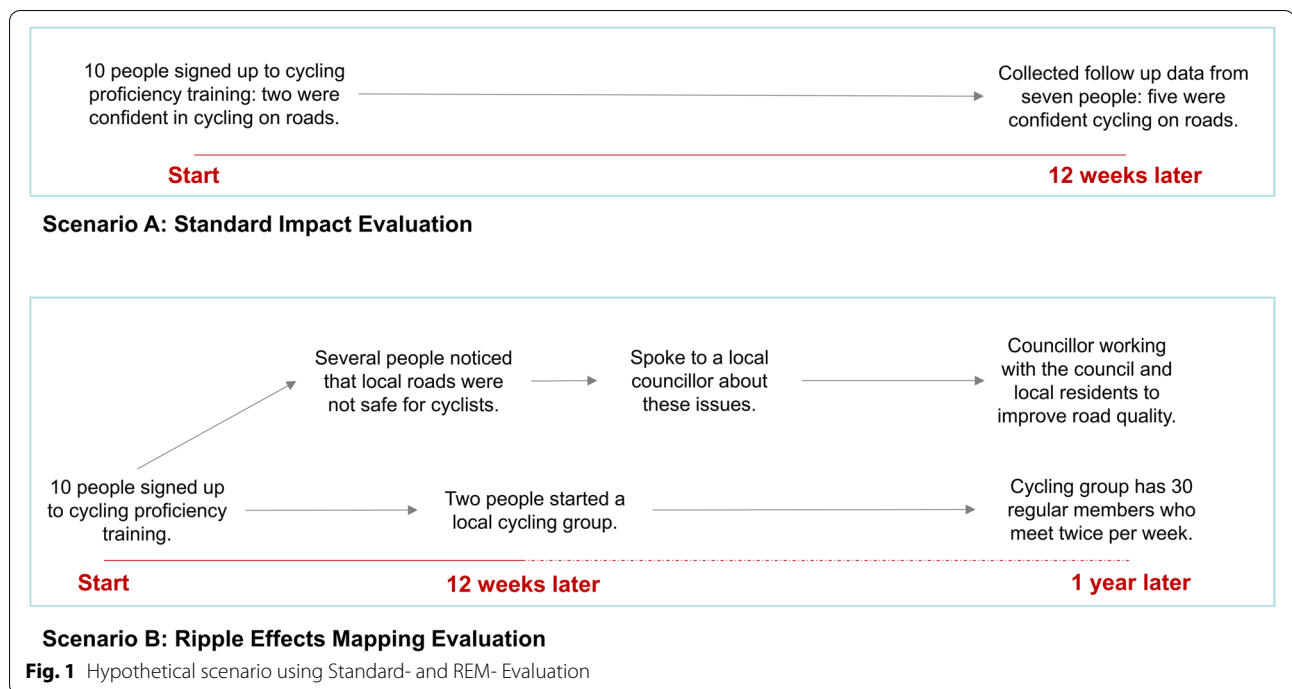 10 people signed up to cycling
proficiency training: two were
confident in cycling on roads.
Collected follow up data from
seven people: five were
confident cycling on roads.
Start
12 weeks later
Scenario A: Standard Impact Evaluation
Several people noticed
that local roads were
not safe for cyclists.
Spoke to a local
councillor about
these issues.
Councillor working
with the council and
local residents to
improve road quality.
10 people signed up
to cycling proficiency
training.
Two people started a
local cycling group.
Cycling group has 30
regular members who
meet twice per week.
Start
12 weeks later
1 year later
Scenario B: Ripple Effects Mapping Evaluation
Fig. 1 Hypothetical scenario using Standard- and REM- Evaluation